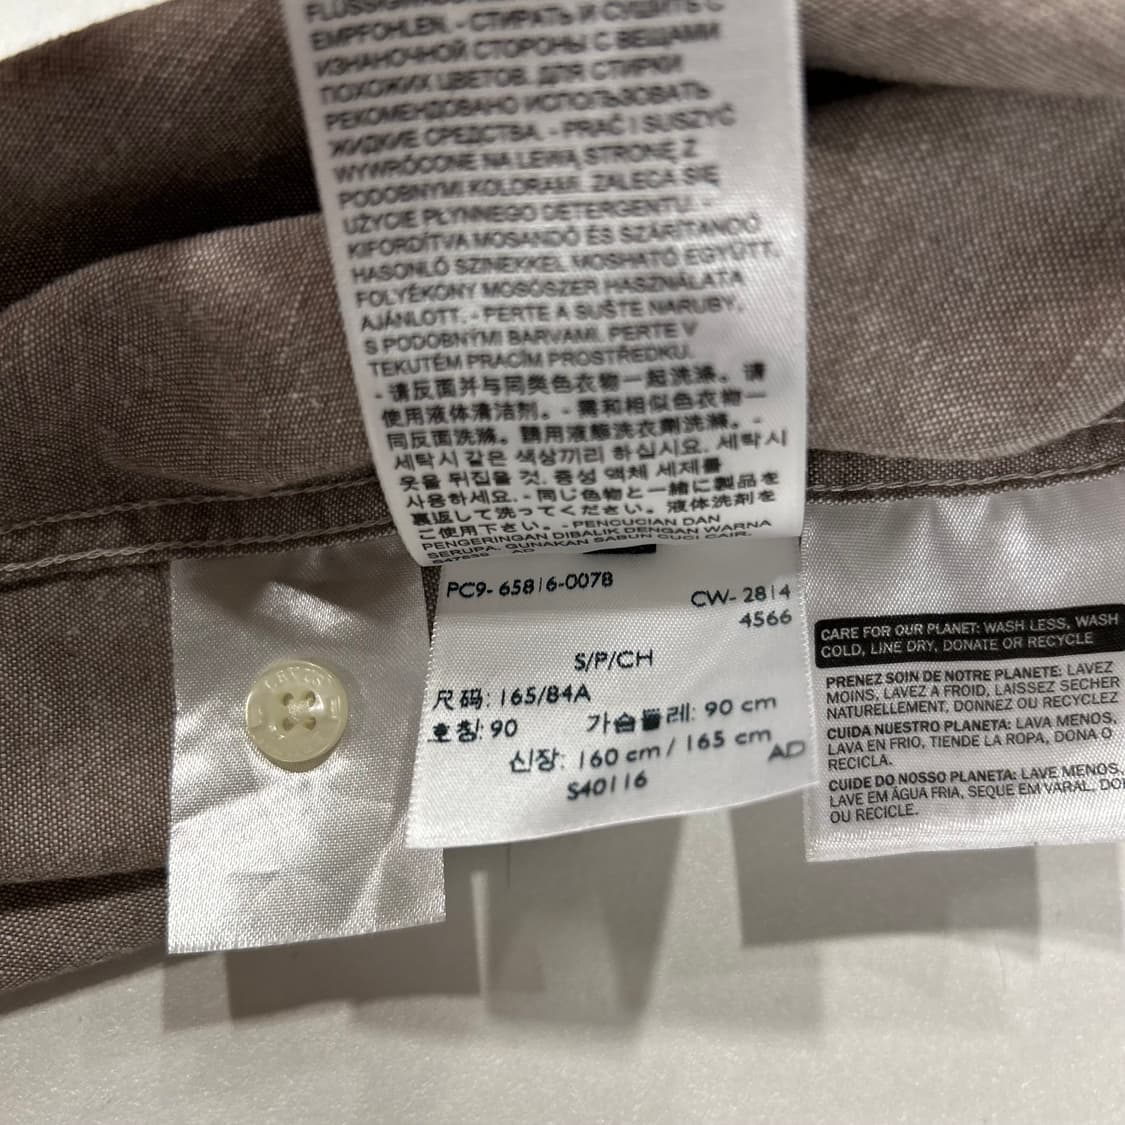 EMPFOHLEN. - СТИРАТЬ И СУШИТЬ С
ИЗНАНОЧНОЙ СТОРОНЫ С ВЕЩАМИ
ПОХОЖИХ ЦВЕТОВ. ДЛЯ СТИРКИ
РЕКОМЕНДОВАНО ИСПОЛЬЗОВАТЬ
ЖИДКИЕ СРЕДСТВА. - PRAĆ I SUSZYĆ
WYWRÓCONE NA LEWĄ STRONĘ Z
PODOBNYMI KOLORAMI. ZALECA SIĘ
UŻYCIE PŁYNNEGO DETERGENTU. -
KIFORDÍTVA MOSANDÓ ÉS SZÁRÍTANDÓ
HASONLÓ SZINEKKEL MOSHATÓ EGYÜTT.
FOLYÉKONY MOSÓSZER HASZNÁLATA
AJÁNLOTT. - PERTE A SUŠTE NARUBY,
S PODOBNÝMI BARVAMI. PERTE V
TEKUTÉM PRACÍM PROSTŘEDKU.
- 请反面并与同类色衣物一起洗涤。请
使用液体清洁剂。- 需和相似色衣物一
同反面洗滌。請用液態洗衣劑洗滌。-
세탁시 같은 색상끼리 하십시요. 세탁시
옷을 뒤집을 것. 중성 액체 세제를
사용하세요. - 同じ色物と一緒に製品を
裏返して洗ってください。液体洗剤を
ご使用下さい。- PENCUCIAN DAN
PENGERINGAN DIBALIK DENGAN WARNA
SERUPA. GUNAKAN SABUN CUCI CAIR.
AD
PC9- 65816-0078
CW- 2814
4566
S/P/CH
尺码: 165/84A
호칭: 90 가슴둘레: 90 cm
신장: 160 cm / 165 cm
AD
S40116
CARE FOR OUR PLANET: WASH LESS, WASH
COLD, LINE DRY, DONATE OR RECYCLE
PRENEZ SOIN DE NOTRE PLANETE: LAVEZ
MOINS, LAVEZ A FROID, LAISSEZ SECHER
NATURELLEMENT, DONNEZ OU RECYCLEZ
CUIDA NUESTRO PLANETA: LAVA MENOS,
LAVA EN FRIO, TIENDE LA ROPA, DONA O
RECICLA.
CUIDE DO NOSSO PLANETA: LAVE MENOS,
LAVE EM ÁGUA FRIA, SEQUE EM VARAL,
OU RECICLE.